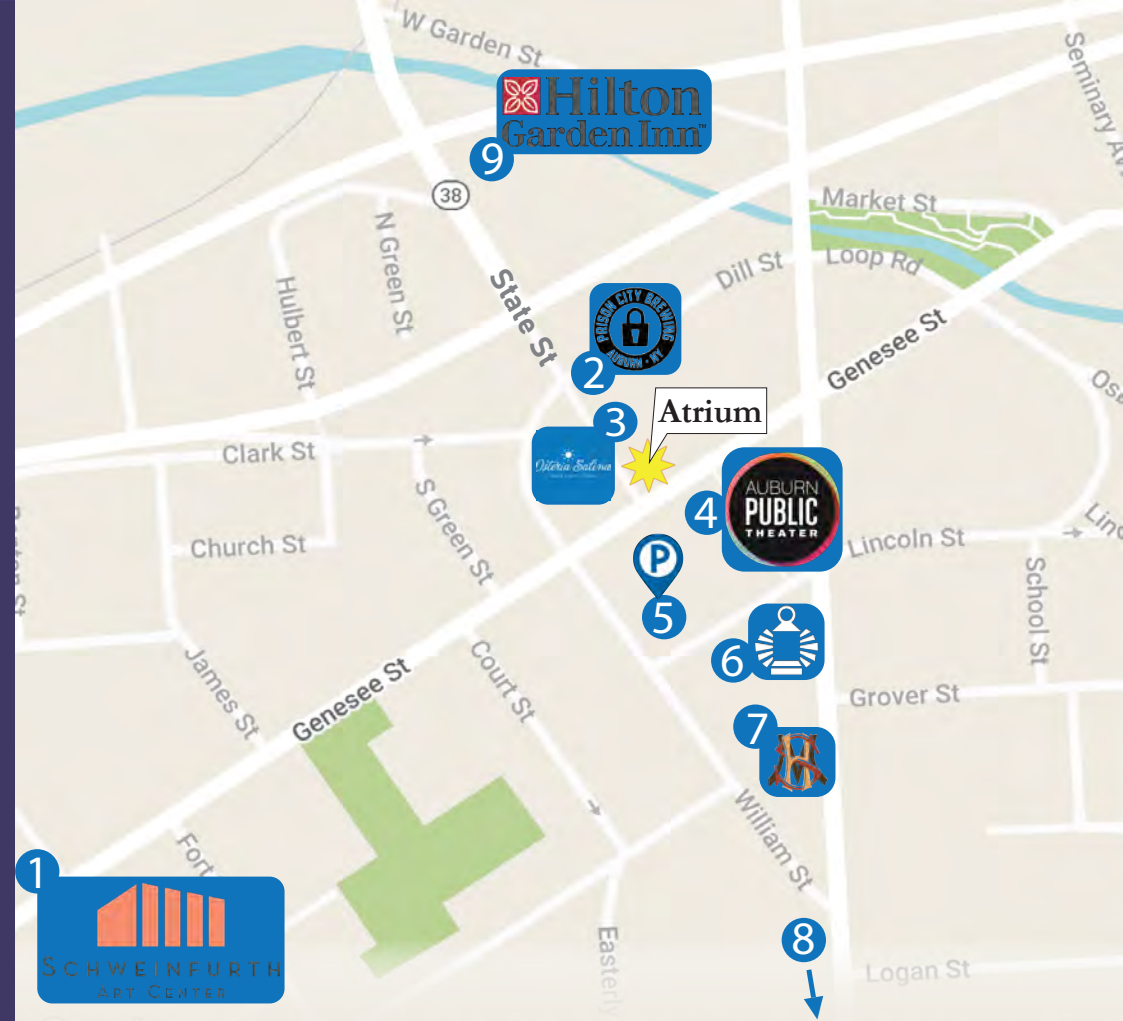 W Garden St
Seminary
Hilton
Garden Inn™
9
38
Market St
N Green St
Loop Rd
Dill St
Hulbert St
State St
PRISON CITY BREWING
AUBURN · NY
2
Genesee St
3
Atrium
Clark St
Osteria Salina
S Green St
4
AUBURN
PUBLIC
THEATER
Lincoln St
Church St
P
5
School St
6
James St
Court St
Genesee St
Grover St
7
William St
Fort
1
SCHWEINFURTH
ART CENTER
Easterly
8
Logan St